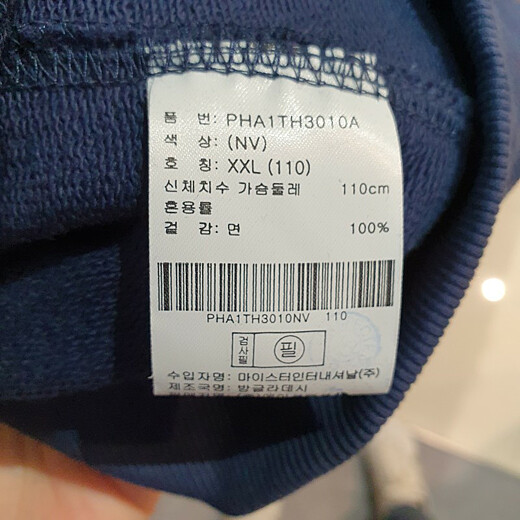 품 번: PHA1TH3010A
색 상: (NV)
호 칭: XXL (110)
신체치수 가슴둘레 110cm
혼용률
겉 감: 면 100%
PHA1TH3010NV 110
검사필 필
수입자명: 마이스터인터내셔날(주)
제조국명: 방글라데시